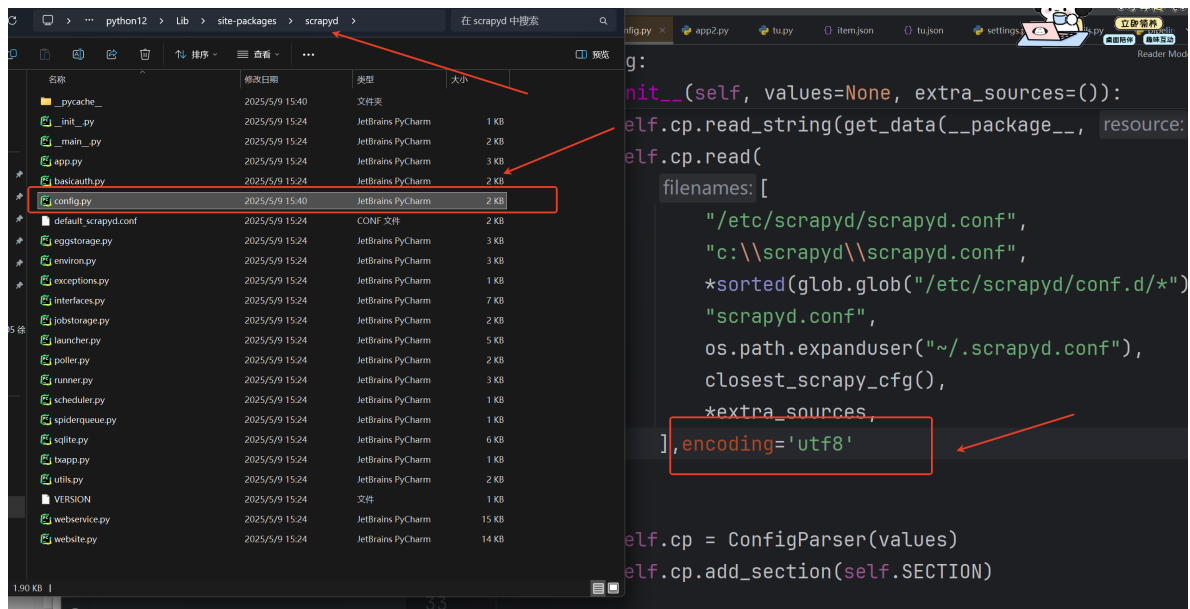 python12 > Lib > site-packages > scrapyd >
在 scrapyd 中搜索
排序
查看
预览
名称 修改日期 类型 大小
__pycache__ 2025/5/9 15:40 文件夹
__init__.py 2025/5/9 15:24 JetBrains PyCharm 1 KB
__main__.py 2025/5/9 15:24 JetBrains PyCharm 2 KB
app.py 2025/5/9 15:24 JetBrains PyCharm 3 KB
basicauth.py 2025/5/9 15:24 JetBrains PyCharm 2 KB
config.py 2025/5/9 15:40 JetBrains PyCharm 2 KB
default_scrapyd.conf 2025/5/9 15:24 CONF 文件 2 KB
eggstorage.py 2025/5/9 15:24 JetBrains PyCharm 3 KB
environ.py 2025/5/9 15:24 JetBrains PyCharm 3 KB
exceptions.py 2025/5/9 15:24 JetBrains PyCharm 1 KB
interfaces.py 2025/5/9 15:24 JetBrains PyCharm 7 KB
jobstorage.py 2025/5/9 15:24 JetBrains PyCharm 2 KB
launcher.py 2025/5/9 15:24 JetBrains PyCharm 5 KB
poller.py 2025/5/9 15:24 JetBrains PyCharm 2 KB
runner.py 2025/5/9 15:24 JetBrains PyCharm 3 KB
scheduler.py 2025/5/9 15:24 JetBrains PyCharm 1 KB
spiderqueue.py 2025/5/9 15:24 JetBrains PyCharm 1 KB
sqlite.py 2025/5/9 15:24 JetBrains PyCharm 6 KB
txapp.py 2025/5/9 15:24 JetBrains PyCharm 1 KB
utils.py 2025/5/9 15:24 JetBrains PyCharm 2 KB
VERSION 2025/5/9 15:24 文件 1 KB
webservice.py 2025/5/9 15:24 JetBrains PyCharm 15 KB
website.py 2025/5/9 15:24 JetBrains PyCharm 14 KB
05 徐
1.90 KB
nfig.py app2.py tu.py item.json tu.json settings.
立即领养
桌面陪伴 趣味互动
Reader Mod
g:
nit__(self, values=None, extra_sources=()):
elf.cp.read_string(get_data(__package__, resource:
elf.cp.read(
filenames: [
"/etc/scrapyd/scrapyd.conf",
"c:\\scrapyd\\scrapyd.conf",
*sorted(glob.glob("/etc/scrapyd/conf.d/*")
"scrapyd.conf",
os.path.expanduser("~/.scrapyd.conf"),
closest_scrapy_cfg(),
*extra_sources,
],encoding='utf8'
elf.cp = ConfigParser(values)
elf.cp.add_section(self.SECTION)
33